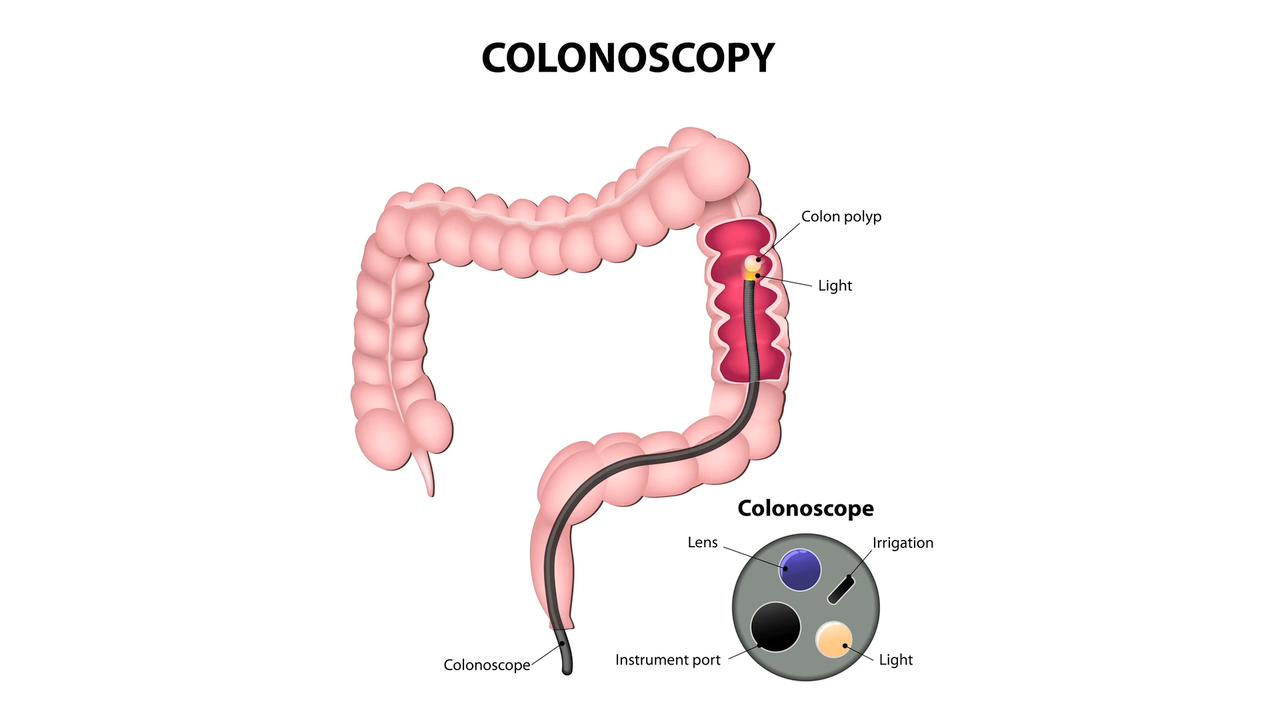 COLONOSCOPY
Colon polyp
Light
Colonoscope
Lens
Irrigation
Instrument port
Light
Colonoscope